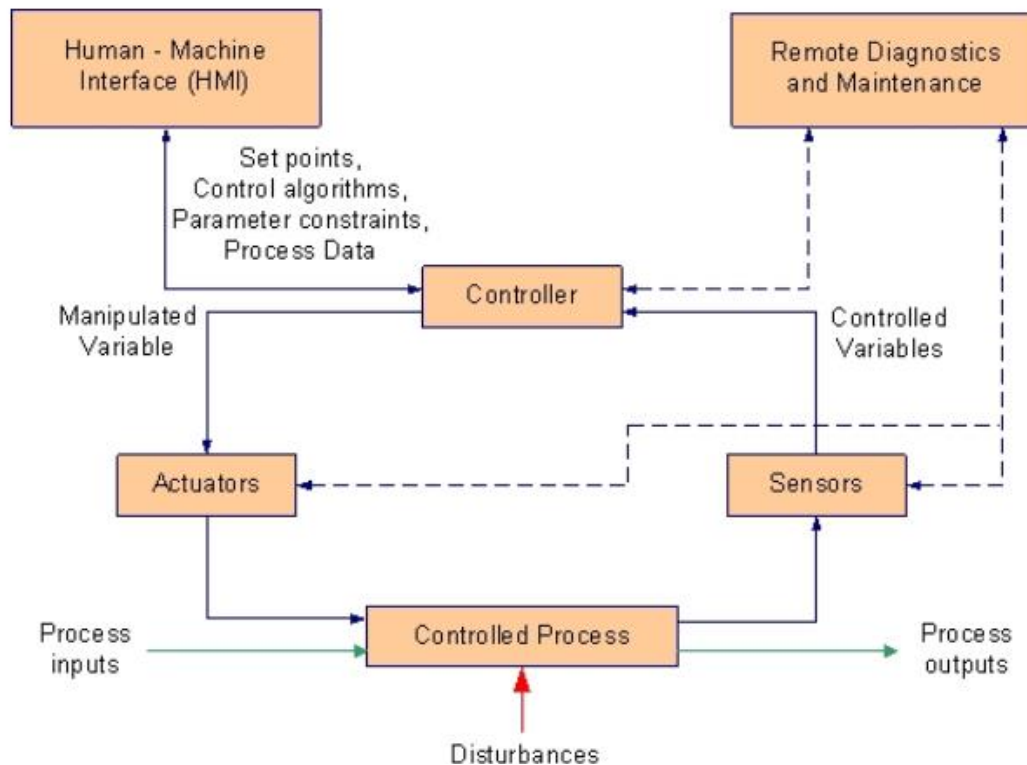 Human - Machine
Interface (HMI)
Remote Diagnostics
and Maintenance
Set points,
Control algorithms,
Parameter constraints,
Process Data
Controller
Manipulated
Variable
Controlled
Variables
Actuators
Sensors
Process
inputs
Controlled Process
Process
outputs
Disturbances